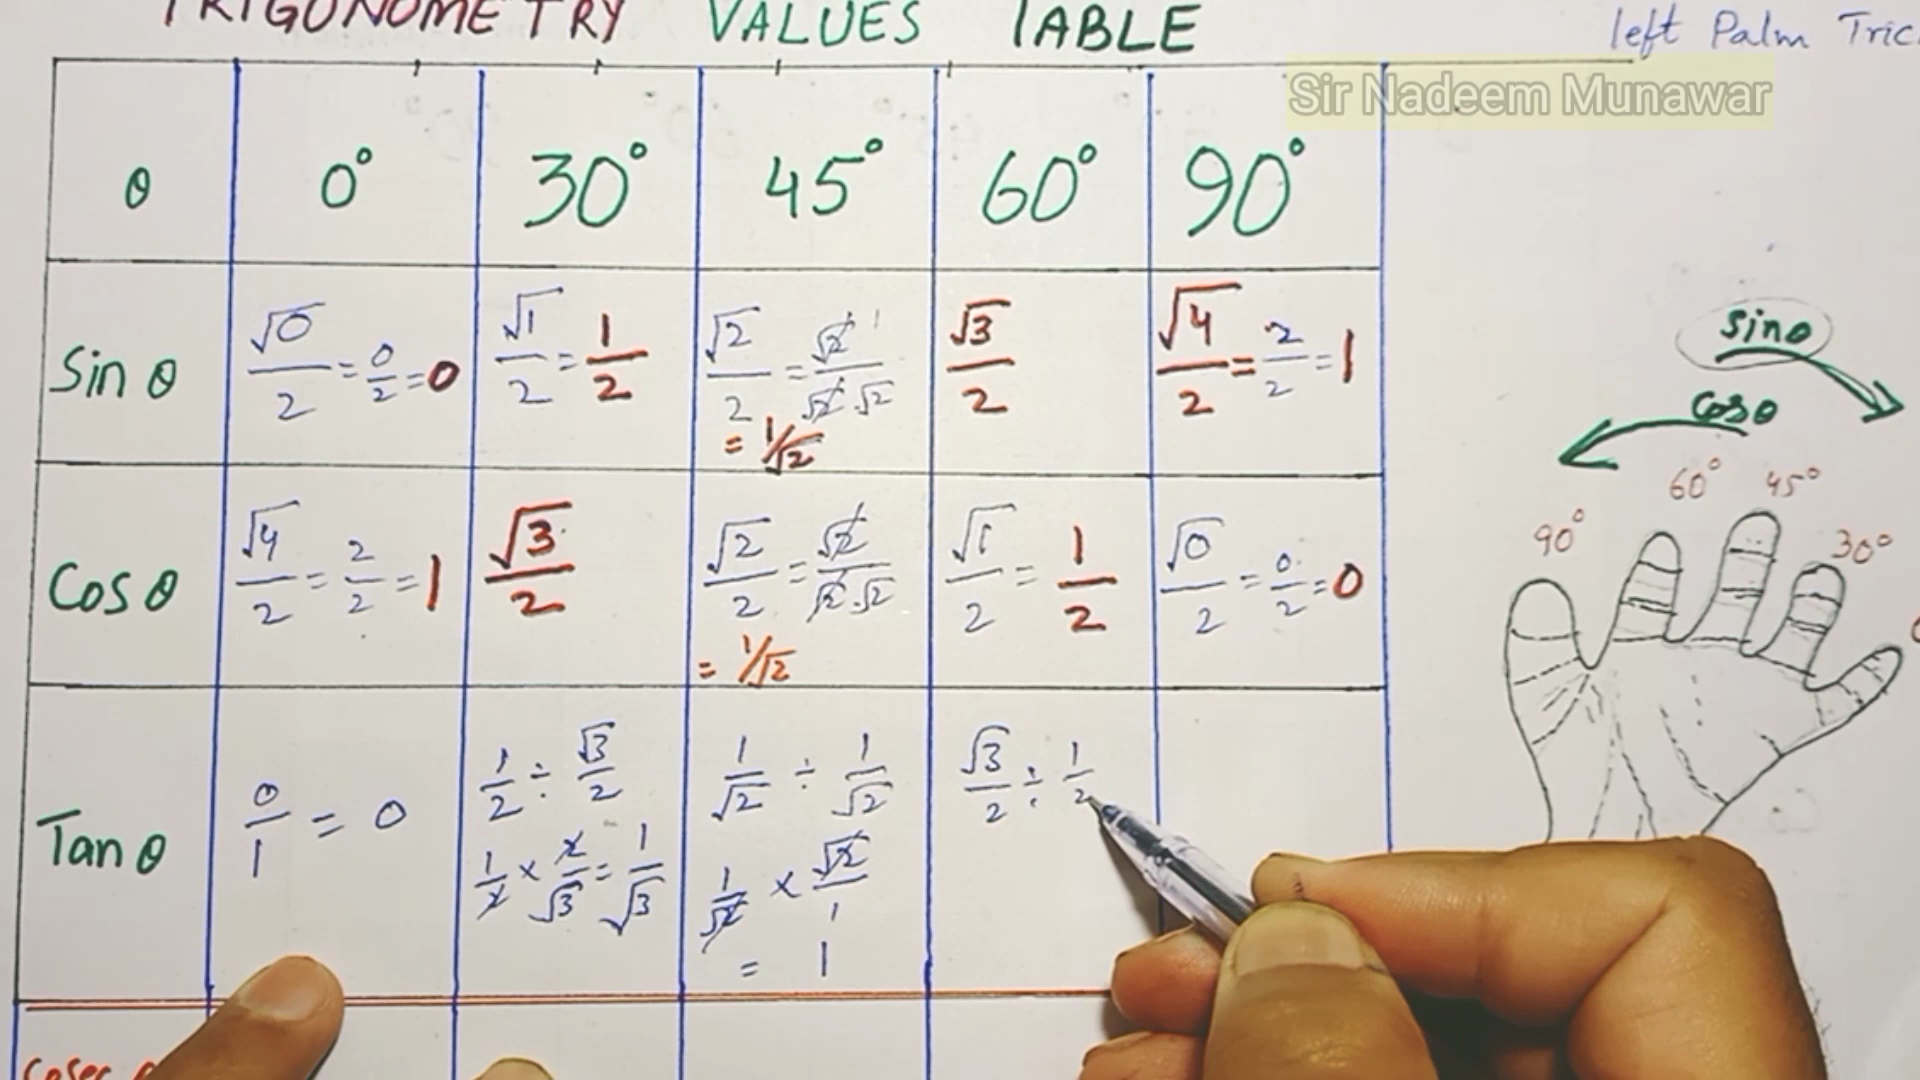 TRIGONOMETRY VALUES TABLE
left Palm
Sir Nadeem Munawar
θ 0° 30° 45° 60° 90°
Sin θ √0/2 = 0/2 = 0 √1/2 = 1/2 √2/2 = √2 1/√2·√2 = 1/√2 √3/2 √4/2 = 2/2 = 1
Cos θ √4/2 = 2/2 = 1 √3/2 √2/2 = √2/√2·√2 = 1/√2 √1/2 = 1/2 √0/2 = 0/2 = 0
Tan θ 0/1 = 0 1/2 ÷ √3/2 1/√2 ÷ 1/√2 √3/2 ÷ 1/2
1/2 × 2/√3 = 1/√3 1/√2 × √2/1
= 1
Cosec
Sinθ
Cosθ
90° 60° 45° 30°